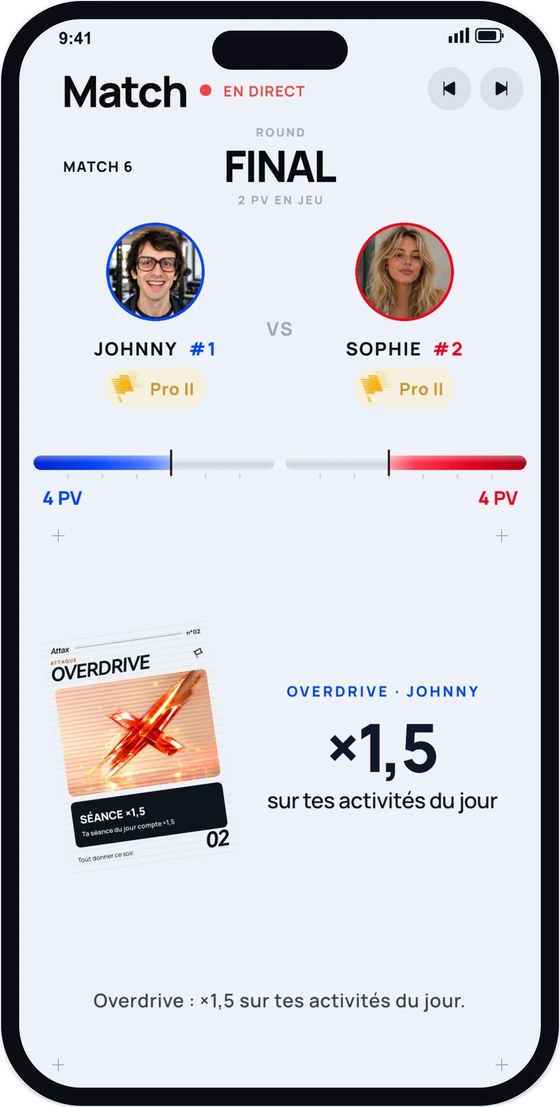 9:41
Match EN DIRECT
ROUND
MATCH 6
FINAL
2 PV EN JEU
VS
JOHNNY #1
SOPHIE #2
Pro II
Pro II
4 PV
4 PV
Attax n°02
ATTAQUE
OVERDRIVE
SÉANCE ×1,5
Ta séance du jour compte ×1,5
Tout donner ce soir.
02
OVERDRIVE · JOHNNY
×1,5
sur tes activités du jour
Overdrive : ×1,5 sur tes activités du jour.